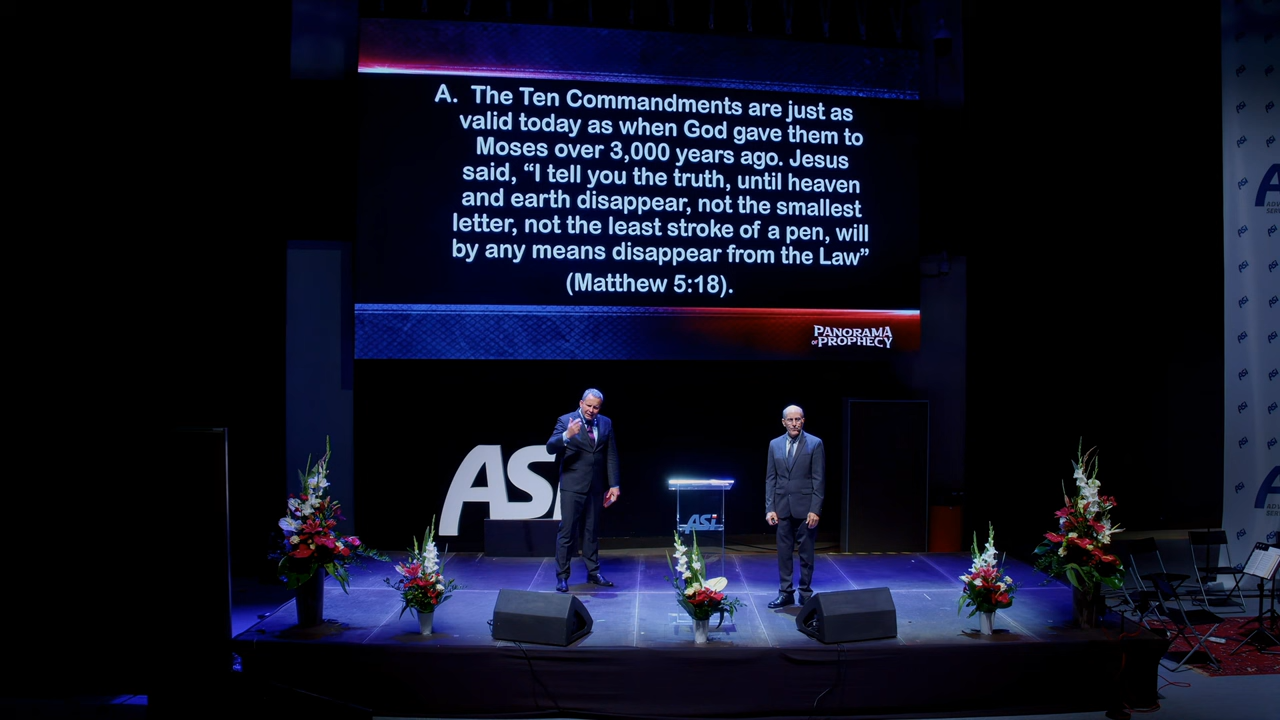 A. The Ten Commandments are just as
valid today as when God gave them to
Moses over 3,000 years ago. Jesus
said, “I tell you the truth, until heaven
and earth disappear, not the smallest
letter, not the least stroke of a pen, will
by any means disappear from the Law”
(Matthew 5:18).
PANORAMA
OF PROPHECY
ASi
ASi